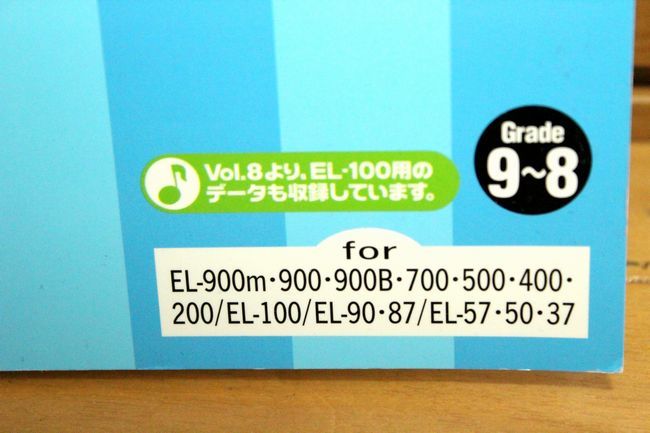 Grade
9~8
Vol.8より、EL-100用の
データも収録しています。
for
EL-900m・900・900B・700・500・400・
200/EL-100/EL-90・87/EL-57・50・37